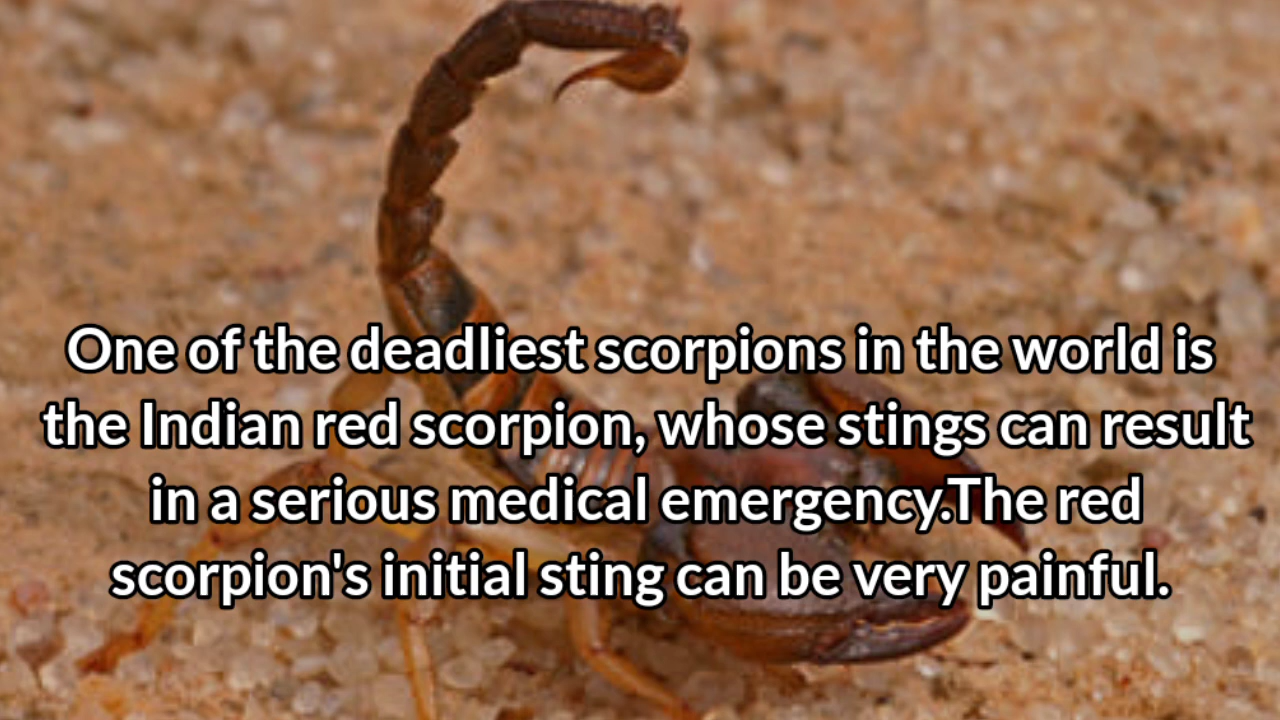 One of the deadliest scorpions in the world is
the Indian red scorpion, whose stings can result
in a serious medical emergency.The red
scorpion's initial sting can be very painful.